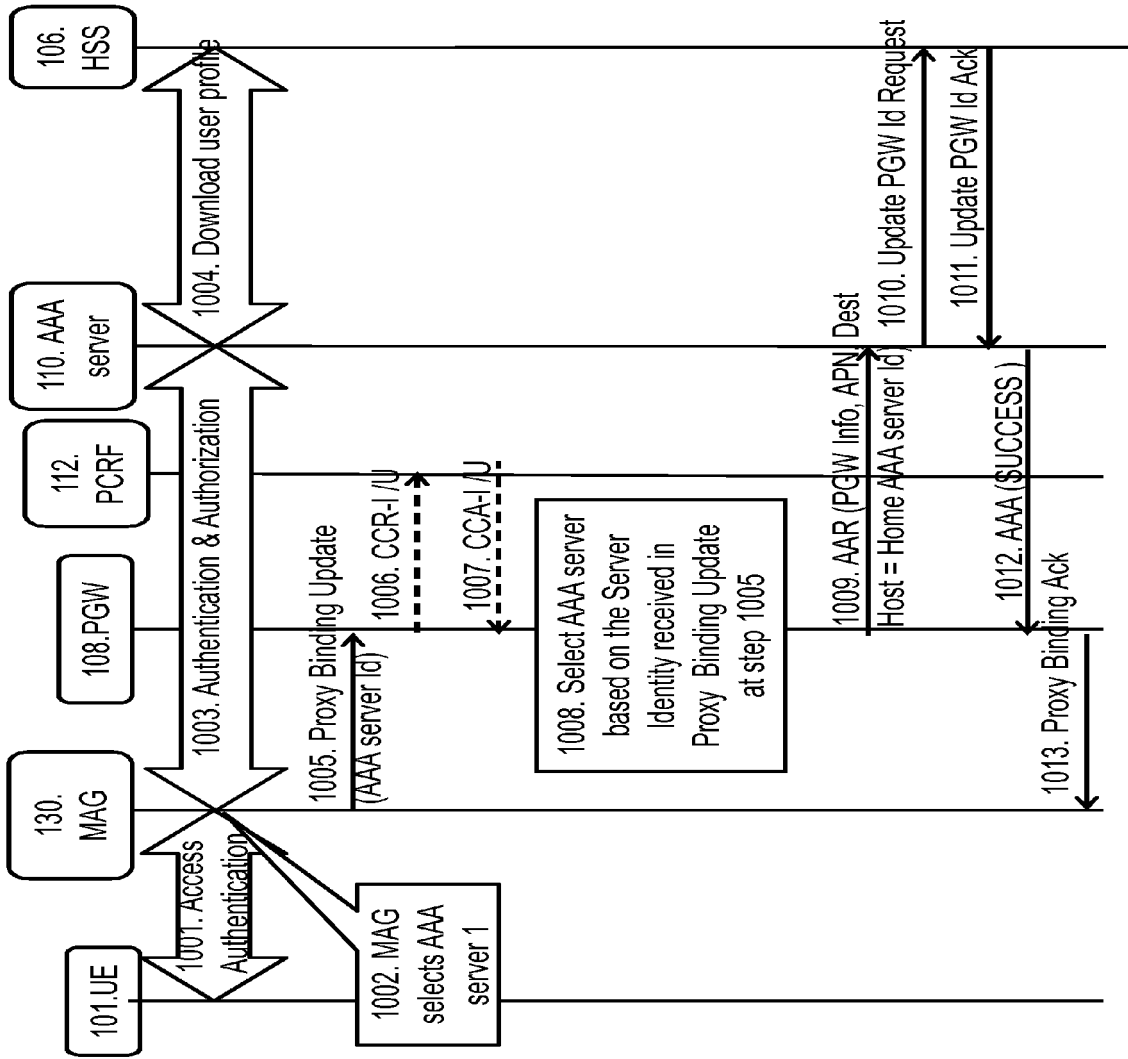 101.UE
130.
MAG
108.PGW
112.
PCRF
110. AAA
server
106.
HSS
1001. Access
Authentication
1002. MAG
selects AAA
server 1
1003. Authentication & Authorization
1004. Download user profile
1005. Proxy Binding Update
(AAA server Id)
1006. CCR-I /U
1007. CCA-I /U
1008. Select AAA server
based on the Server
Identity received in
Proxy Binding Update
at step 1005
1009. AAR (PGW Info, APN, Dest
Host = Home AAA server Id)
1010. Update PGW Id Request
1011. Update PGW Id Ack
1012. AAA (SUCCESS )
1013. Proxy Binding Ack